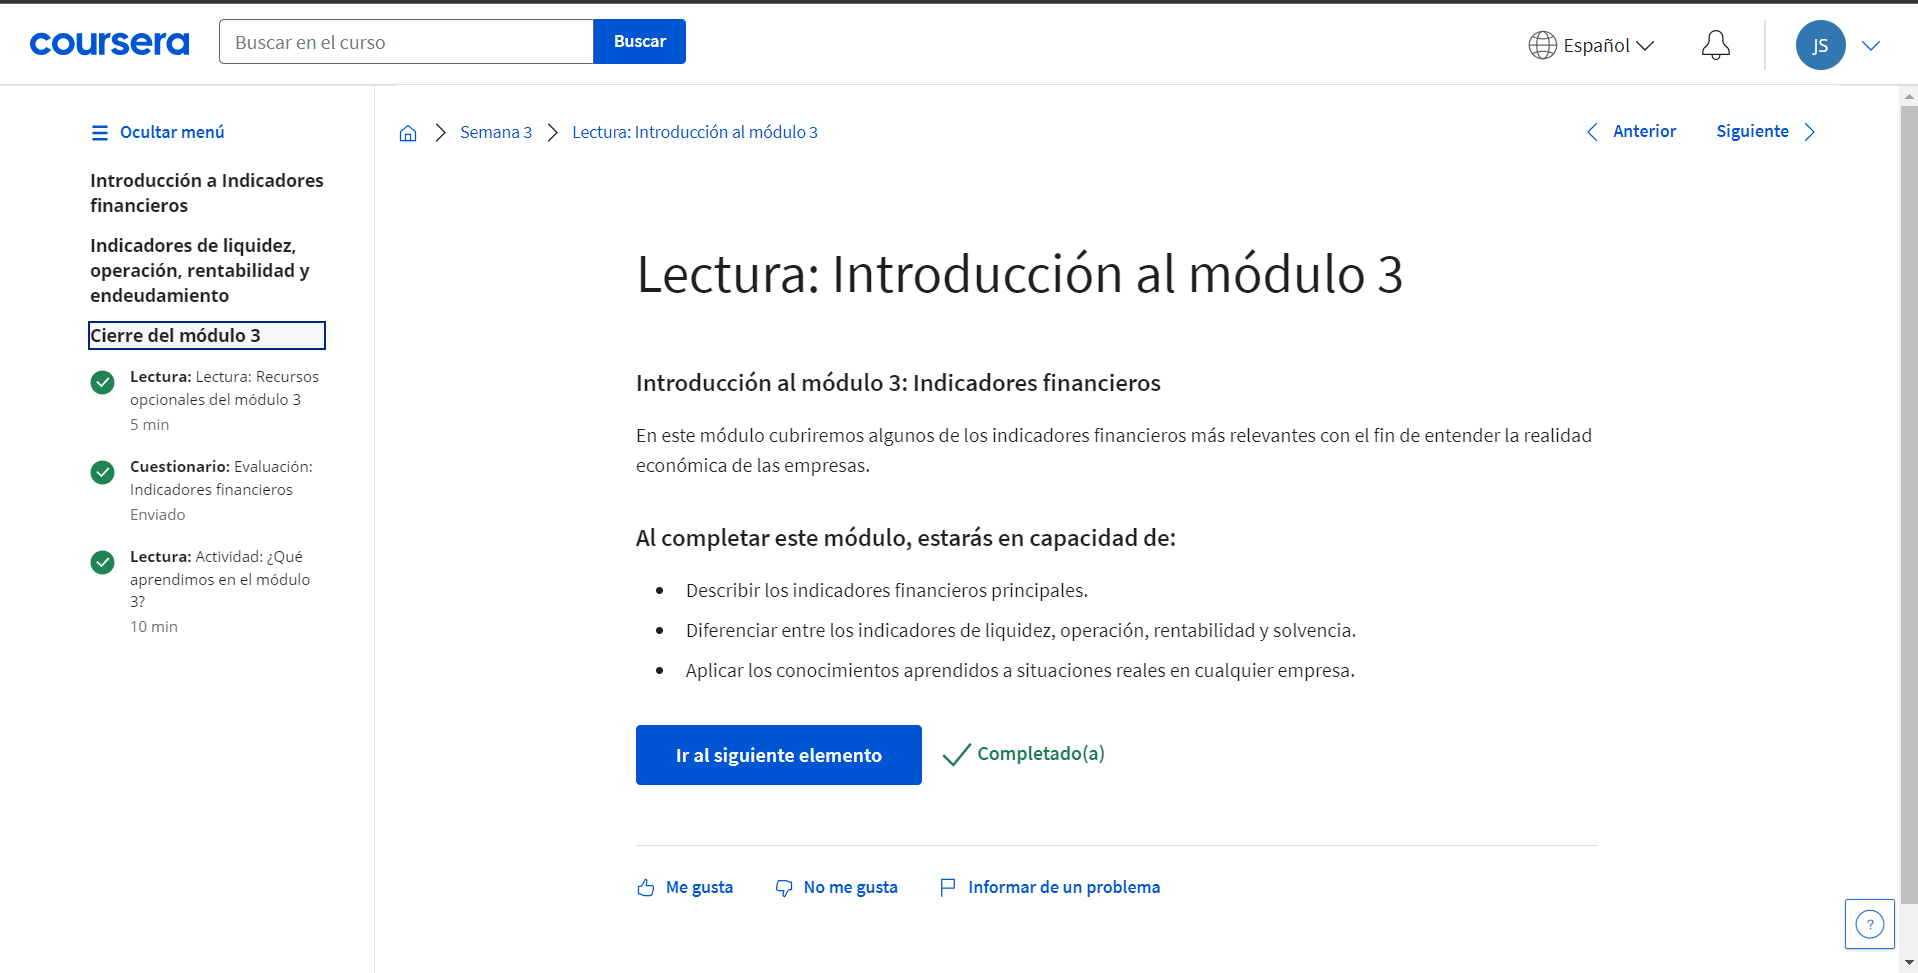 coursera
Buscar en el curso
Buscar
Español
JS
Ocultar menú
Introducción a Indicadores
financieros
Indicadores de liquidez,
operación, rentabilidad y
endeudamiento
Cierre del módulo 3
Lectura: Lectura: Recursos
opcionales del módulo 3
5 min
Cuestionario: Evaluación:
Indicadores financieros
Enviado
Lectura: Actividad: ¿Qué
aprendimos en el módulo
3?
10 min
Semana 3
Lectura: Introducción al módulo 3
Anterior
Siguiente
Lectura: Introducción al módulo 3
Introducción al módulo 3: Indicadores financieros
En este módulo cubriremos algunos de los indicadores financieros más relevantes con el fin de entender la realidad
económica de las empresas.
Al completar este módulo, estarás en capacidad de:
• Describir los indicadores financieros principales.
• Diferenciar entre los indicadores de liquidez, operación, rentabilidad y solvencia.
• Aplicar los conocimientos aprendidos a situaciones reales en cualquier empresa.
Ir al siguiente elemento
Completado(a)
Me gusta
No me gusta
Informar de un problema
?